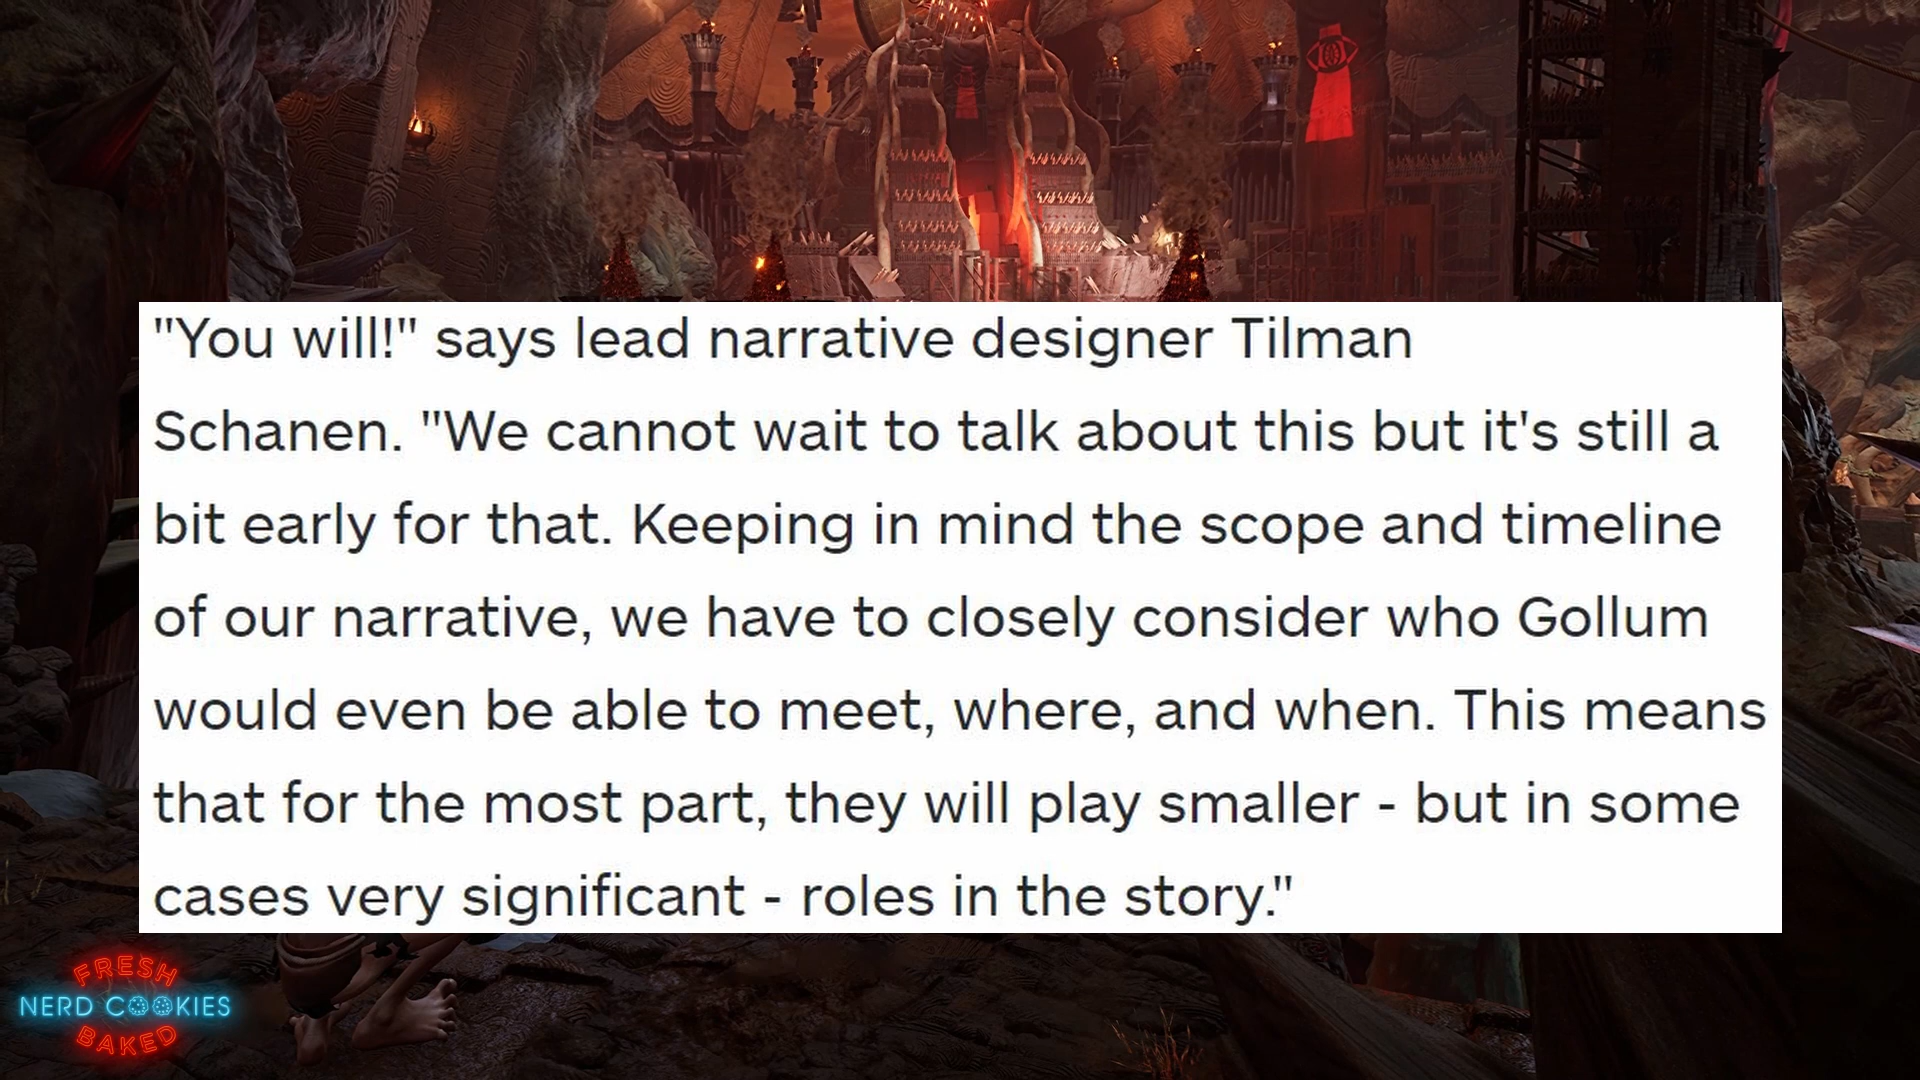 "You will!" says lead narrative designer Tilman
Schanen. "We cannot wait to talk about this but it's still a
bit early for that. Keeping in mind the scope and timeline
of our narrative, we have to closely consider who Gollum
would even be able to meet, where, and when. This means
that for the most part, they will play smaller - but in some
cases very significant - roles in the story."
FRESH
NERD COOKIES
BAKED